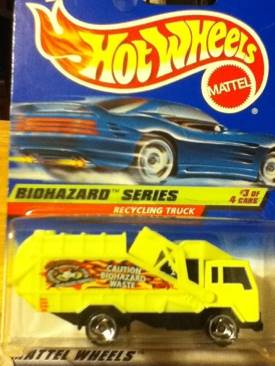 HOT WHEELS
MATTEL
BIOHAZARD™ SERIES
#3 OF
4 CARS
RECYCLING TRUCK
CAUTION
BIOHAZARD
WASTE
MATTEL WHEELS